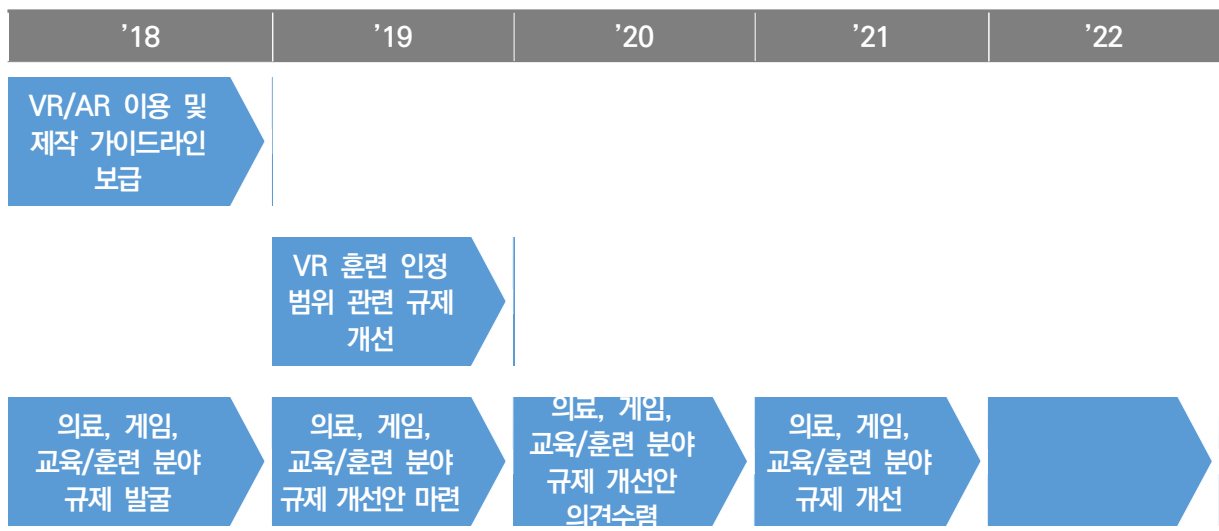 ’18
’19
’20
’21
’22
VR/AR 이용 및
제작 가이드라인
보급
VR 훈련 인정
범위 관련 규제
개선
의료, 게임,
교육/훈련 분야
규제 발굴
의료, 게임,
교육/훈련 분야
규제 개선안 마련
의료, 게임,
교육/훈련 분야
규제 개선안
의견수렴
의료, 게임,
교육/훈련 분야
규제 개선